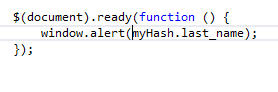 $(document).ready(function () {
    window.alert(myHash.last_name);
});